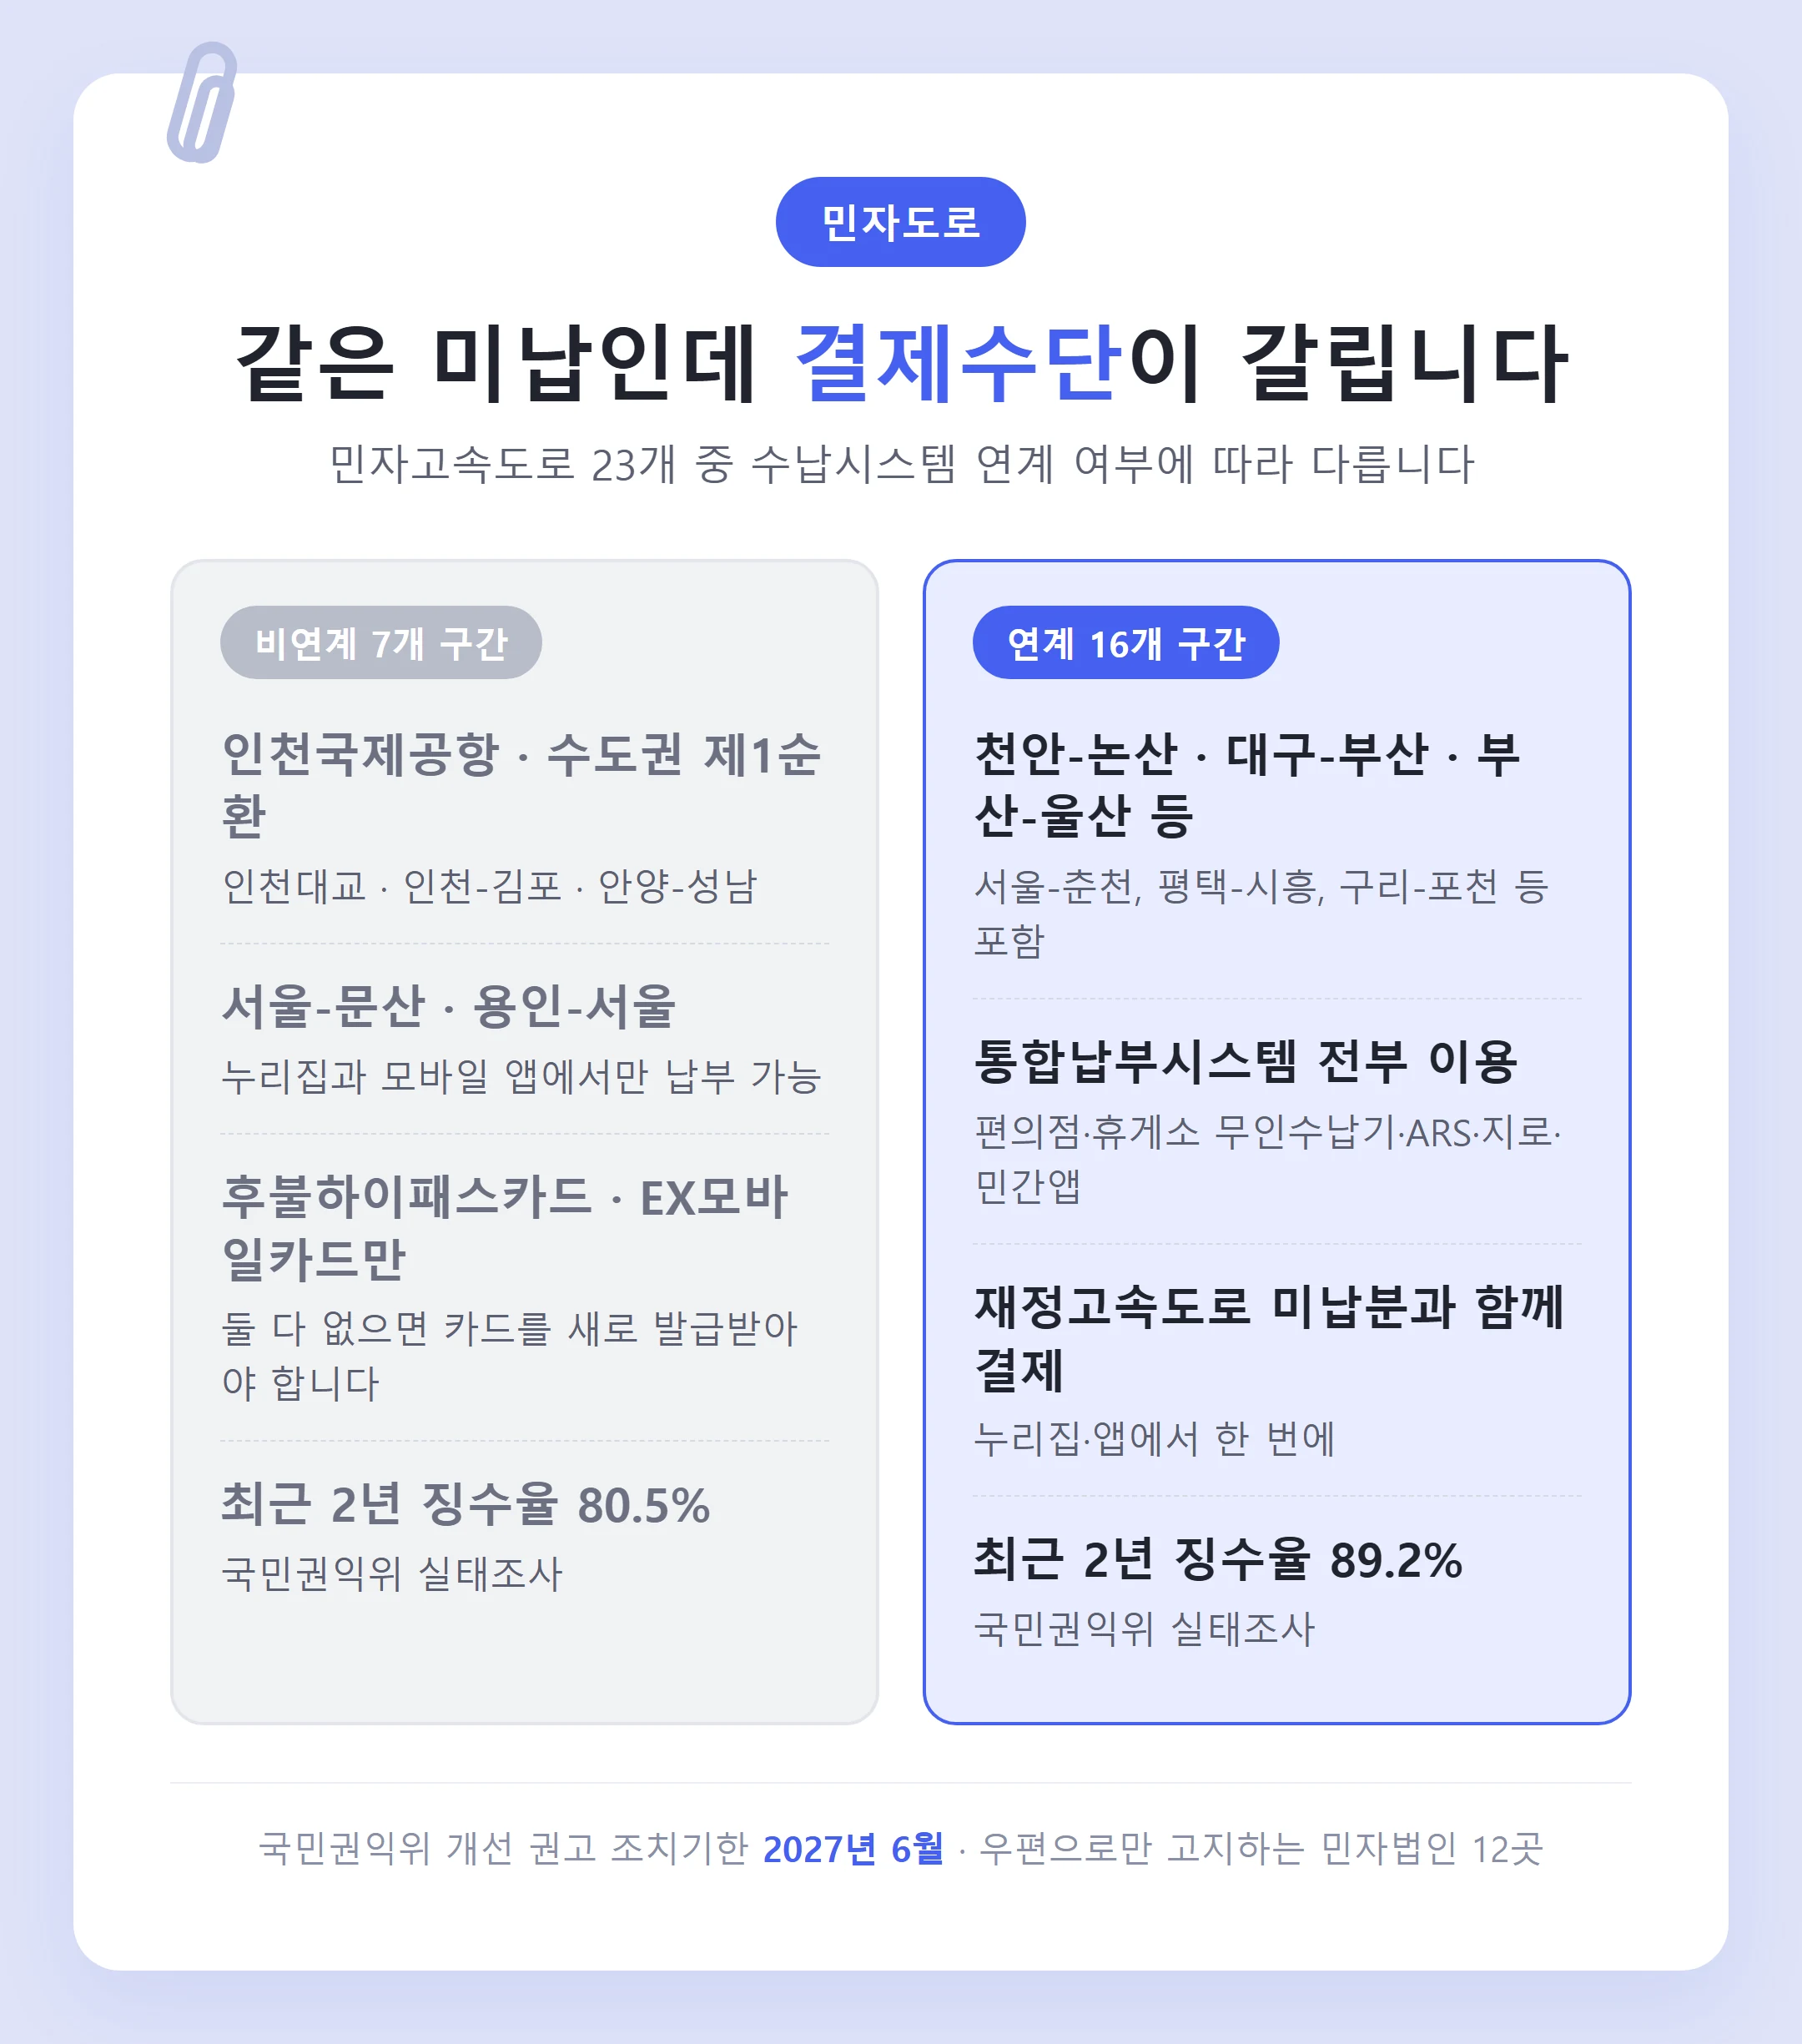 민자도로
같은 미납인데 결제수단이 갈립니다
민자고속도로 23개 중 수납시스템 연계 여부에 따라 다릅니다
비연계 7개 구간
인천국제공항 · 수도권 제1순
환
인천대교 · 인천-김포 · 안양-성남
서울-문산 · 용인-서울
누리집과 모바일 앱에서만 납부 가능
후불하이패스카드 · EX모바
일카드만
둘 다 없으면 카드를 새로 발급받아
야 합니다
최근 2년 징수율 80.5%
국민권익위 실태조사
연계 16개 구간
천안-논산 · 대구-부산 · 부
산-울산 등
서울-춘천, 평택-시흥, 구리-포천 등
포함
통합납부시스템 전부 이용
편의점·휴게소 무인수납기·ARS·지로·
민간앱
재정고속도로 미납분과 함께
결제
누리집·앱에서 한 번에
최근 2년 징수율 89.2%
국민권익위 실태조사
국민권익위 개선 권고 조치기한 2027년 6월 · 우편으로만 고지하는 민자법인 12곳